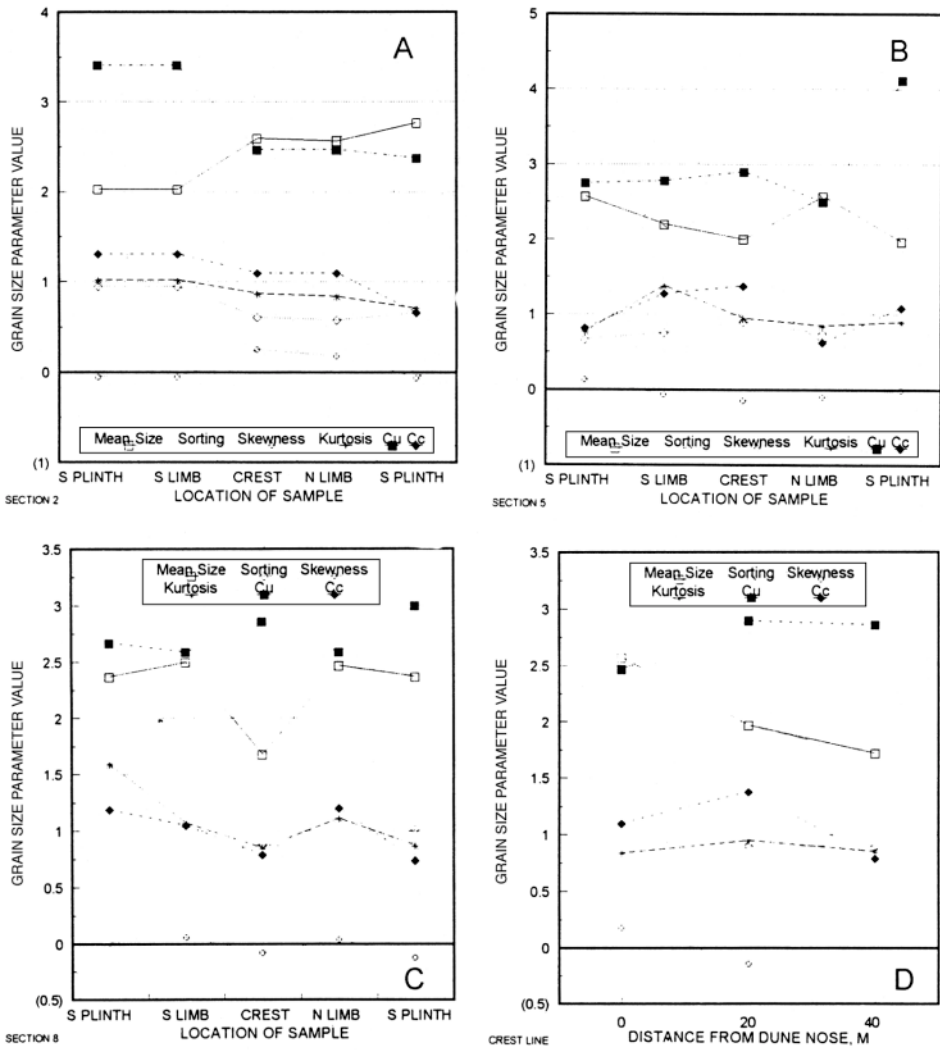 A
GRAIN SIZE PARAMETER VALUE
4
3
2
1
0
(1)
Mean Size Sorting Skewness Kurtosis Cu Cc
S PLINTH S LIMB CREST N LIMB S PLINTH
SECTION 2
LOCATION OF SAMPLE
B
GRAIN SIZE PARAMETER VALUE
5
4
3
2
1
0
(1)
Mean Size Sorting Skewness Kurtosis Cu Cc
S PLINTH S LIMB CREST N LIMB S PLINTH
SECTION 5
LOCATION OF SAMPLE
C
GRAIN SIZE PARAMETER VALUE
3.5
3
2.5
2
1.5
1
0.5
0
(0.5)
Mean Size Sorting Skewness
Kurtosis Cu Cc
S PLINTH S LIMB CREST N LIMB S PLINTH
SECTION 8
LOCATION OF SAMPLE
D
GRAIN SIZE PARAMETER VALUE
3.5
3
2.5
2
1.5
1
0.5
0
(0.5)
Mean Size Sorting Skewness
Kurtosis Cu Cc
0 20 40
CREST LINE
DISTANCE FROM DUNE NOSE, M